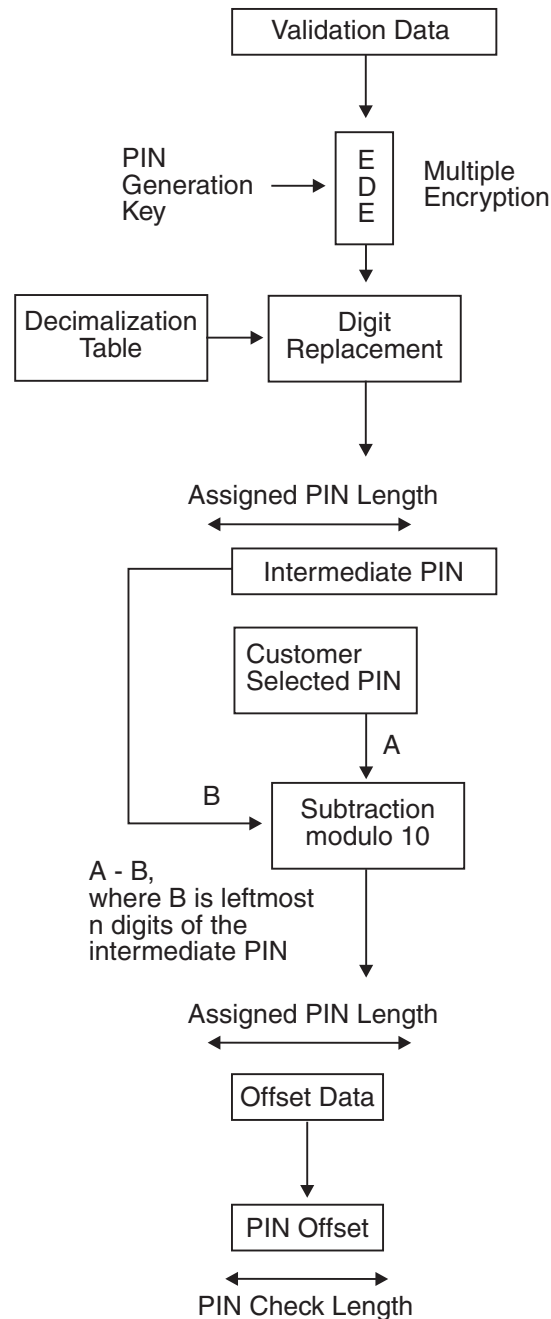 Validation Data
PIN
Generation
Key
E
D
E
Multiple
Encryption
Decimalization
Table
Digit
Replacement
Assigned PIN Length
Intermediate PIN
Customer
Selected PIN
A
B
Subtraction
modulo 10
A - B,
where B is leftmost
n digits of the
intermediate PIN
Assigned PIN Length
Offset Data
PIN Offset
PIN Check Length